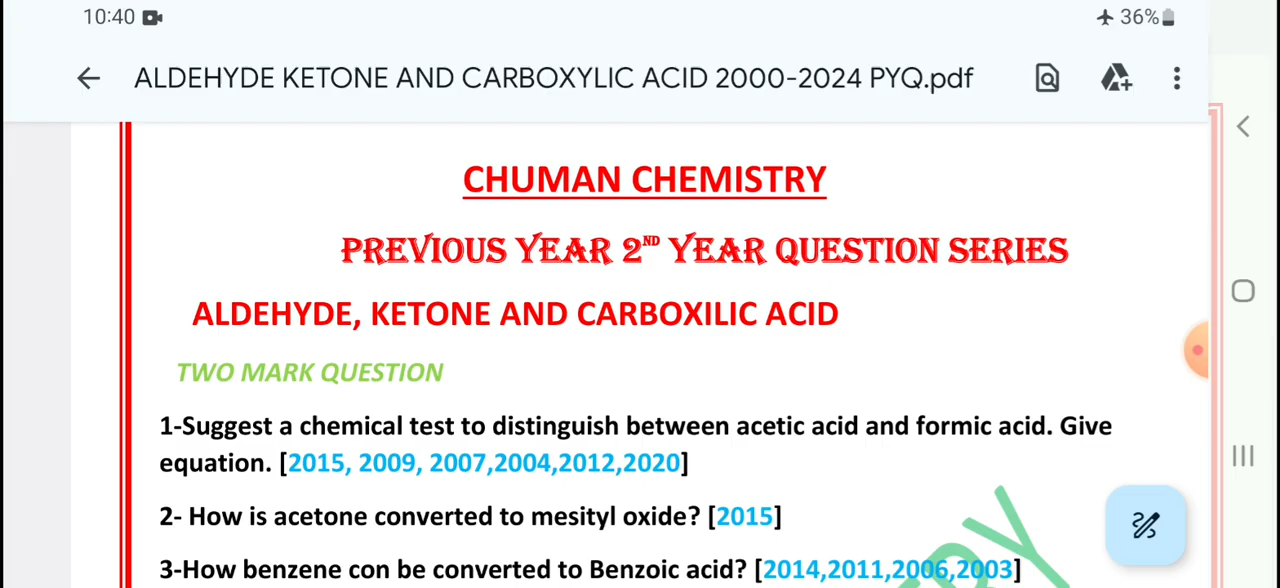 10:40 36%
ALDEHYDE KETONE AND CARBOXYLIC ACID 2000-2024 PYQ.pdf
CHUMAN CHEMISTRY
PREVIOUS YEAR 2ND YEAR QUESTION SERIES
ALDEHYDE, KETONE AND CARBOXILIC ACID
TWO MARK QUESTION
1-Suggest a chemical test to distinguish between acetic acid and formic acid. Give
equation. [2015, 2009, 2007,2004,2012,2020]
2- How is acetone converted to mesityl oxide? [2015]
3-How benzene con be converted to Benzoic acid? [2014,2011,2006,2003]